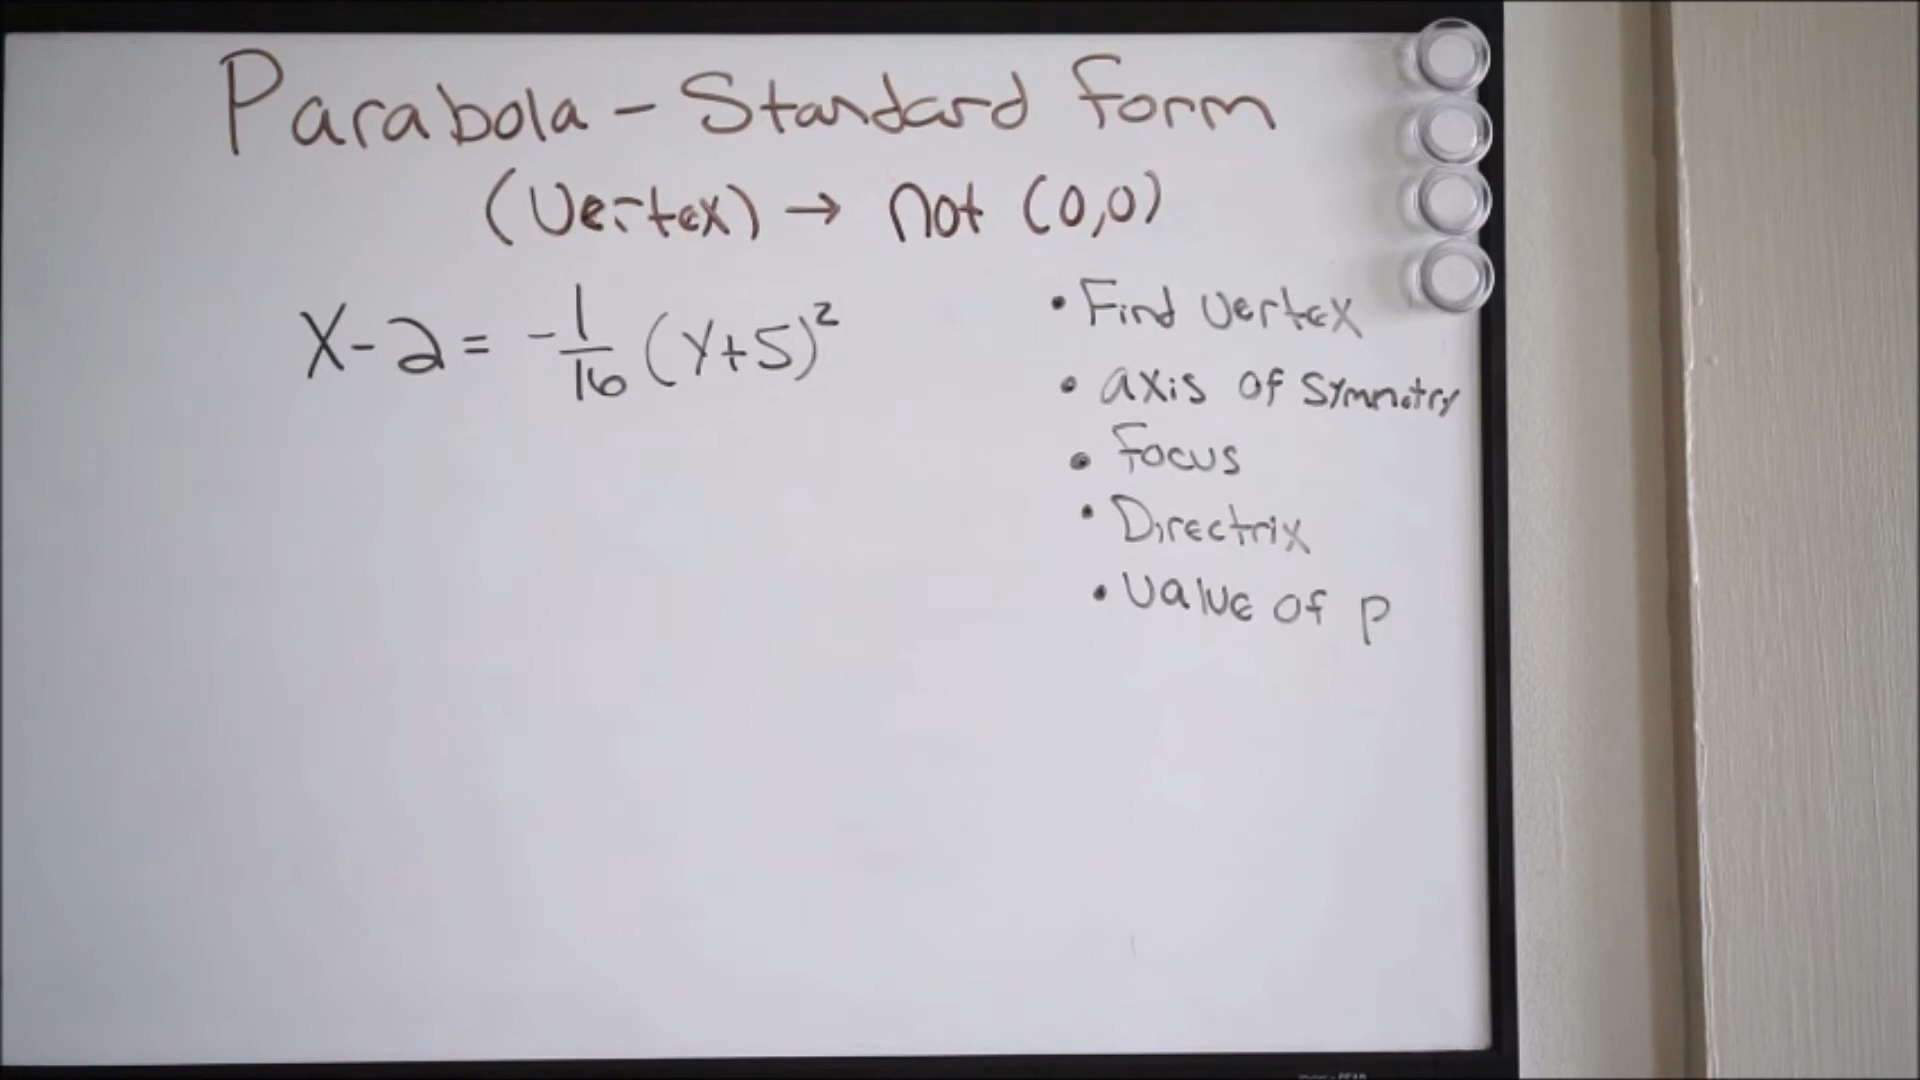 Parabola - Standard form
(Vertex) → not (0,0)
X-2 = -1/16 (Y+5)²
• Find Vertex
• axis of Symmetry
• Focus
• Directrix
• Value of p